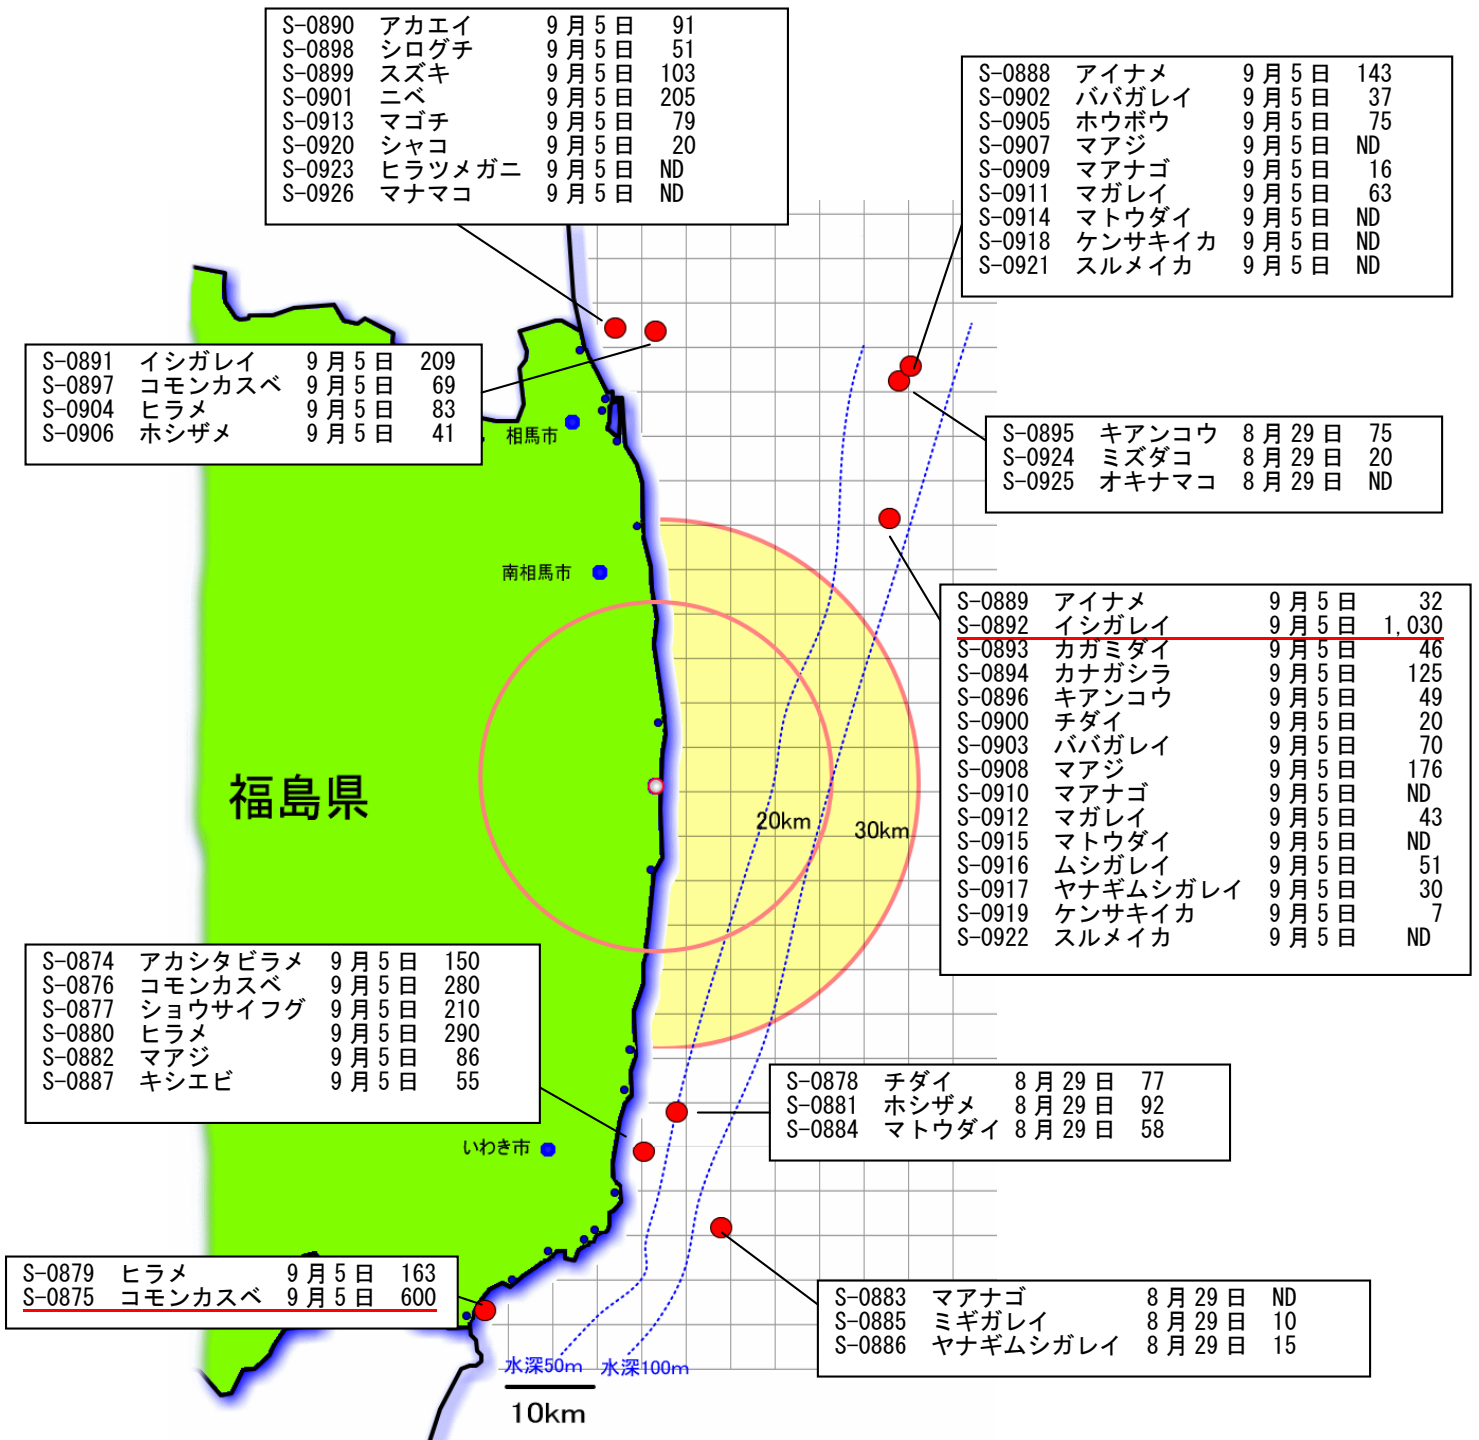 S-0890 アカエイ 9月5日 91
S-0898 シログチ 9月5日 51
S-0899 スズキ 9月5日 103
S-0901 ニベ 9月5日 205
S-0913 マゴチ 9月5日 79
S-0920 シャコ 9月5日 20
S-0923 ヒラツメガニ 9月5日 ND
S-0926 マナマコ 9月5日 ND
S-0888 アイナメ 9月5日 143
S-0902 ババガレイ 9月5日 37
S-0905 ホウボウ 9月5日 75
S-0907 マアジ 9月5日 ND
S-0909 マアナゴ 9月5日 16
S-0911 マガレイ 9月5日 63
S-0914 マトウダイ 9月5日 ND
S-0918 ケンサキイカ 9月5日 ND
S-0921 スルメイカ 9月5日 ND
S-0891 イシガレイ 9月5日 209
S-0897 コモンカスベ 9月5日 69
S-0904 ヒラメ 9月5日 83
S-0906 ホシザメ 9月5日 41
相馬市
S-0895 キアンコウ 8月29日 75
S-0924 ミズダコ 8月29日 20
S-0925 オキナマコ 8月29日 ND
南相馬市
S-0889 アイナメ 9月5日 32
S-0892 イシガレイ 9月5日 1,030
S-0893 カガミダイ 9月5日 46
S-0894 カナガシラ 9月5日 125
S-0896 キアンコウ 9月5日 49
S-0900 チダイ 9月5日 20
S-0903 ババガレイ 9月5日 70
S-0908 マアジ 9月5日 176
S-0910 マアナゴ 9月5日 ND
S-0912 マガレイ 9月5日 43
S-0915 マトウダイ 9月5日 ND
S-0916 ムシガレイ 9月5日 51
S-0917 ヤナギムシガレイ 9月5日 30
S-0919 ケンサキイカ 9月5日 7
S-0922 スルメイカ 9月5日 ND
福島県
20km
30km
S-0874 アカシタビラメ 9月5日 150
S-0876 コモンカスベ 9月5日 280
S-0877 ショウサイフグ 9月5日 210
S-0880 ヒラメ 9月5日 290
S-0882 マアジ 9月5日 86
S-0887 キシエビ 9月5日 55
S-0878 チダイ 8月29日 77
S-0881 ホシザメ 8月29日 92
S-0884 マトウダイ 8月29日 58
いわき市
S-0879 ヒラメ 9月5日 163
S-0875 コモンカスベ 9月5日 600
S-0883 マアナゴ 8月29日 ND
S-0885 ミギガレイ 8月29日 10
S-0886 ヤナギムシガレイ 8月29日 15
水深50m
水深100m
10km